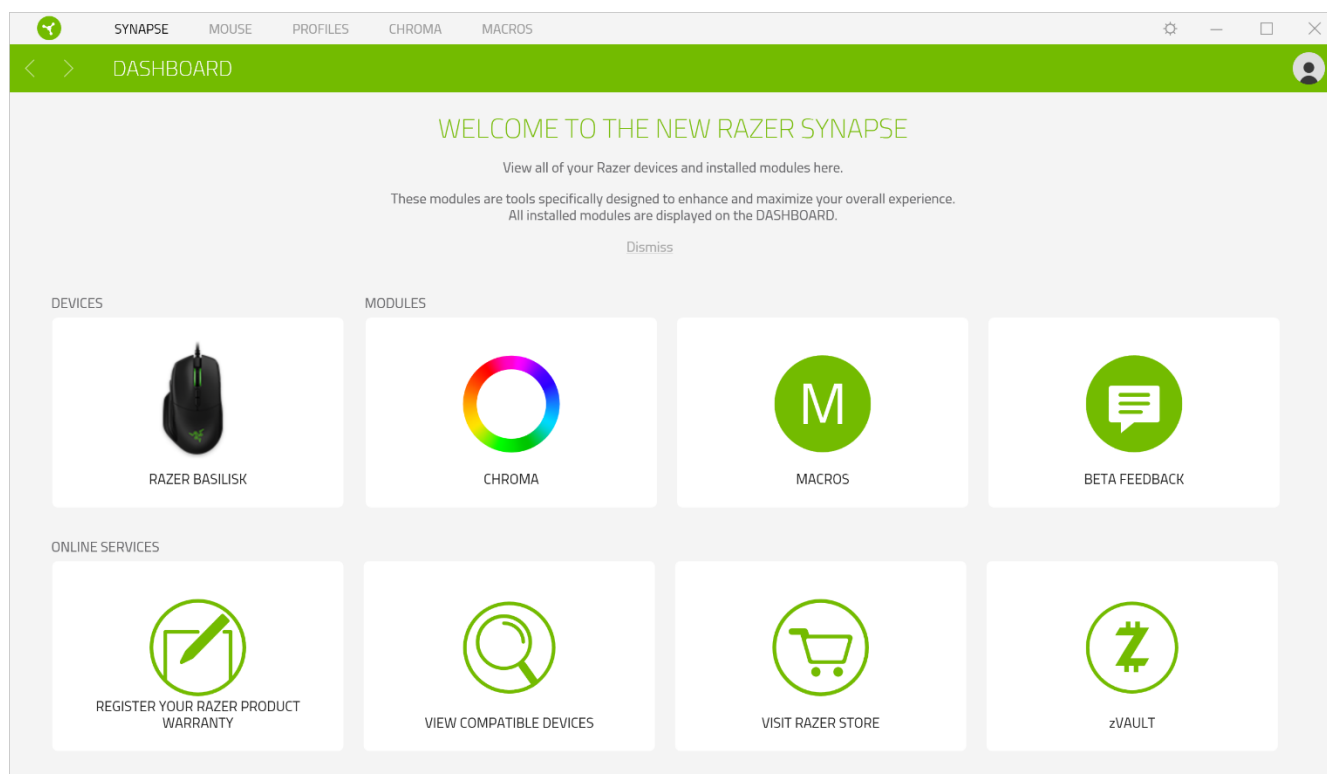 SYNAPSE MOUSE PROFILES CHROMA MACROS
DASHBOARD
WELCOME TO THE NEW RAZER SYNAPSE
View all of your Razer devices and installed modules here.
These modules are tools specifically designed to enhance and maximize your overall experience.
All installed modules are displayed on the DASHBOARD.
Dismiss
DEVICES MODULES
M
RAZER BASILISK CHROMA MACROS BETA FEEDBACK
ONLINE SERVICES
REGISTER YOUR RAZER PRODUCT
WARRANTY VIEW COMPATIBLE DEVICES VISIT RAZER STORE zVAULT